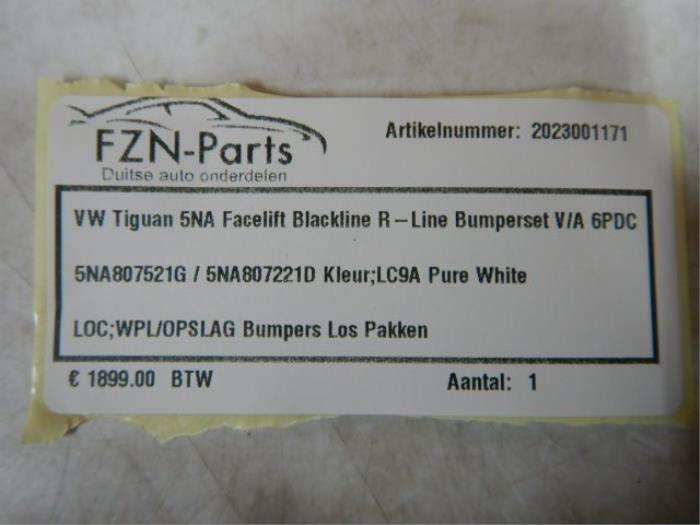 FZN-Parts
Duitse auto onderdelen
Artikelnummer: 2023001171
VW Tiguan 5NA Facelift Blackline R-Line Bumperset V/A 6PDC
5NA807521G / 5NA807221D Kleur;LC9A Pure White
LOC;WPL/OPSLAG Bumpers Los Pakken
€ 1899.00 BTW
Aantal: 1